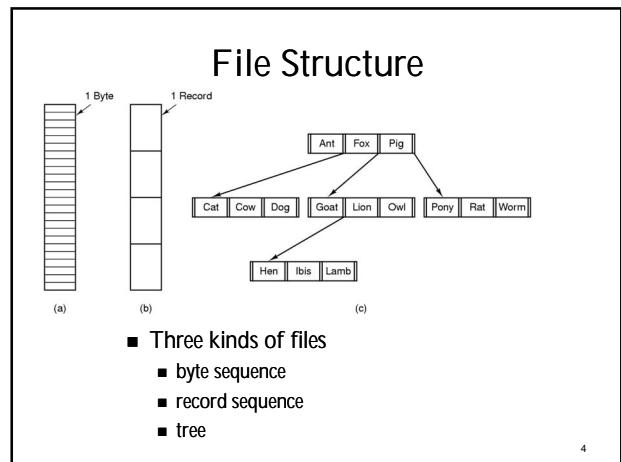 File Structure
1 Byte
1 Record
Ant Fox Pig
Cat Cow Dog
Goat Lion Owl
Pony Rat Worm
Hen Ibis Lamb
(a)
(b)
(c)
■ Three kinds of files
■ byte sequence
■ record sequence
■ tree
4